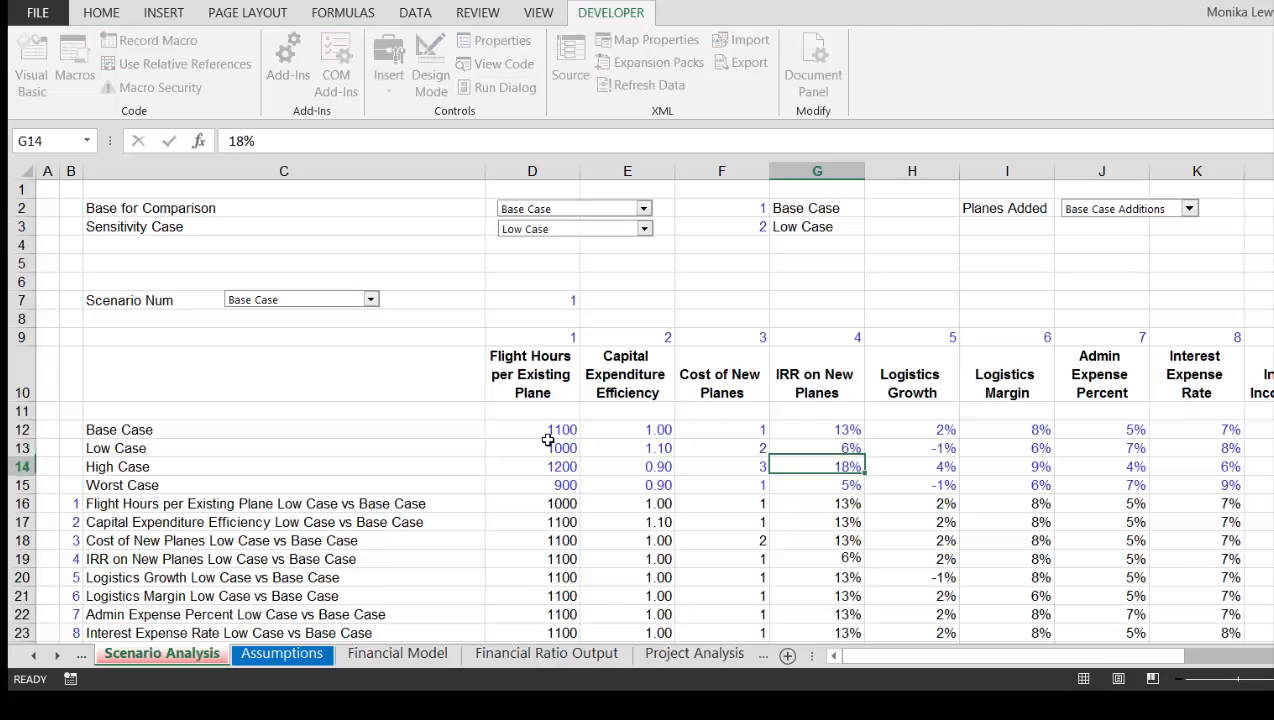 FILE HOME INSERT PAGE LAYOUT FORMULAS DATA REVIEW VIEW DEVELOPER Monika Lew
Visual Basic
Macros
Record Macro
Use Relative References
Macro Security
Code
Add-Ins
COM Add-Ins
Add-Ins
Insert
Design Mode
Properties
View Code
Run Dialog
Controls
Source
Map Properties
Expansion Packs
Refresh Data
Import
Export
XML
Document Panel
Modify
G14 fx 18%
A B C D E F G H I J K
1
2 Base for Comparison Base Case 1 Base Case Planes Added Base Case Additions
3 Sensitivity Case Low Case 2 Low Case
4
5
6
7 Scenario Num Base Case 1
8
9 1 2 3 4 5 6 7 8
10 Flight Hours per Existing Plane Capital Expenditure Efficiency Cost of New Planes IRR on New Planes Logistics Growth Logistics Margin Admin Expense Percent Interest Expense Rate
11
12 Base Case 1100 1.00 1 13% 2% 8% 5% 7%
13 Low Case 1000 1.10 2 6% -1% 6% 7% 8%
14 High Case 1200 0.90 3 18% 4% 9% 4% 6%
15 Worst Case 900 0.90 1 5% -1% 6% 7% 9%
16 1 Flight Hours per Existing Plane Low Case vs Base Case 1000 1.00 1 13% 2% 8% 5% 7%
17 2 Capital Expenditure Efficiency Low Case vs Base Case 1100 1.10 1 13% 2% 8% 5% 7%
18 3 Cost of New Planes Low Case vs Base Case 1100 1.00 2 13% 2% 8% 5% 7%
19 4 IRR on New Planes Low Case vs Base Case 1100 1.00 1 6% 2% 8% 5% 7%
20 5 Logistics Growth Low Case vs Base Case 1100 1.00 1 13% -1% 8% 5% 7%
21 6 Logistics Margin Low Case vs Base Case 1100 1.00 1 13% 2% 6% 5% 7%
22 7 Admin Expense Percent Low Case vs Base Case 1100 1.00 1 13% 2% 8% 7% 7%
23 8 Interest Expense Rate Low Case vs Base Case 1100 1.00 1 13% 2% 8% 5% 8%
... Scenario Analysis Assumptions Financial Model Financial Ratio Output Project Analysis ...
READY